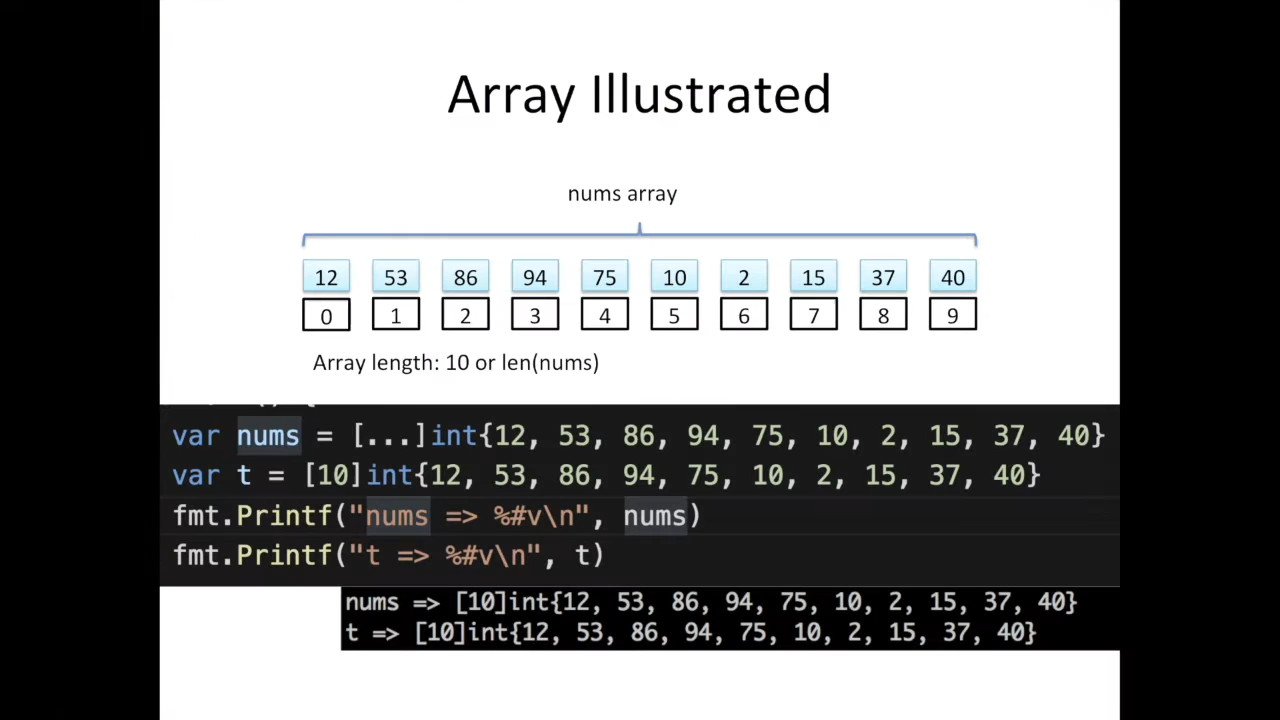 Array Illustrated
nums array
12 53 86 94 75 10 2 15 37 40
0 1 2 3 4 5 6 7 8 9
Array length: 10 or len(nums)
var nums = [...]int{12, 53, 86, 94, 75, 10, 2, 15, 37, 40}
var t = [10]int{12, 53, 86, 94, 75, 10, 2, 15, 37, 40}
fmt.Printf("nums => %#v\n", nums)
fmt.Printf("t => %#v\n", t)
nums => [10]int{12, 53, 86, 94, 75, 10, 2, 15, 37, 40}
t => [10]int{12, 53, 86, 94, 75, 10, 2, 15, 37, 40}